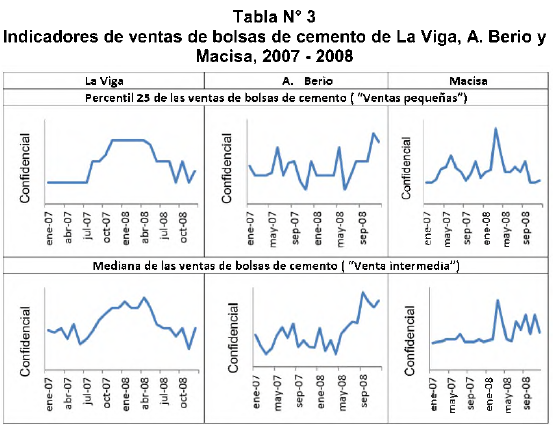 Tabla N° 3
Indicadores de ventas de bolsas de cemento de La Viga, A. Berio y
Macisa, 2007 - 2008
La Viga
A. Berio
Macisa
Percentil 25 de las ventas de bolsas de cemento ( "Ventas pequeñas")
Confidencial
ene-07
abr-07
jul-07
oct-07
ene-08
abr-08
jul-08
oct-08
Confidencial
ene-07
may-07
sep-07
ene-08
may-08
sep-08
Confidencial
ene-07
may-07
sep-07
ene-08
may-08
sep-08
Mediana de las ventas de bolsas de cemento ( "Venta intermedia")
Confidencial
ene-07
abr-07
jul-07
oct-07
ene-08
abr-08
jul-08
oct-08
Confidencial
ene-07
may-07
sep-07
ene-08
may-08
sep-08
Confidencial
ene-07
may-07
sep-07
ene-08
may-08
sep-08